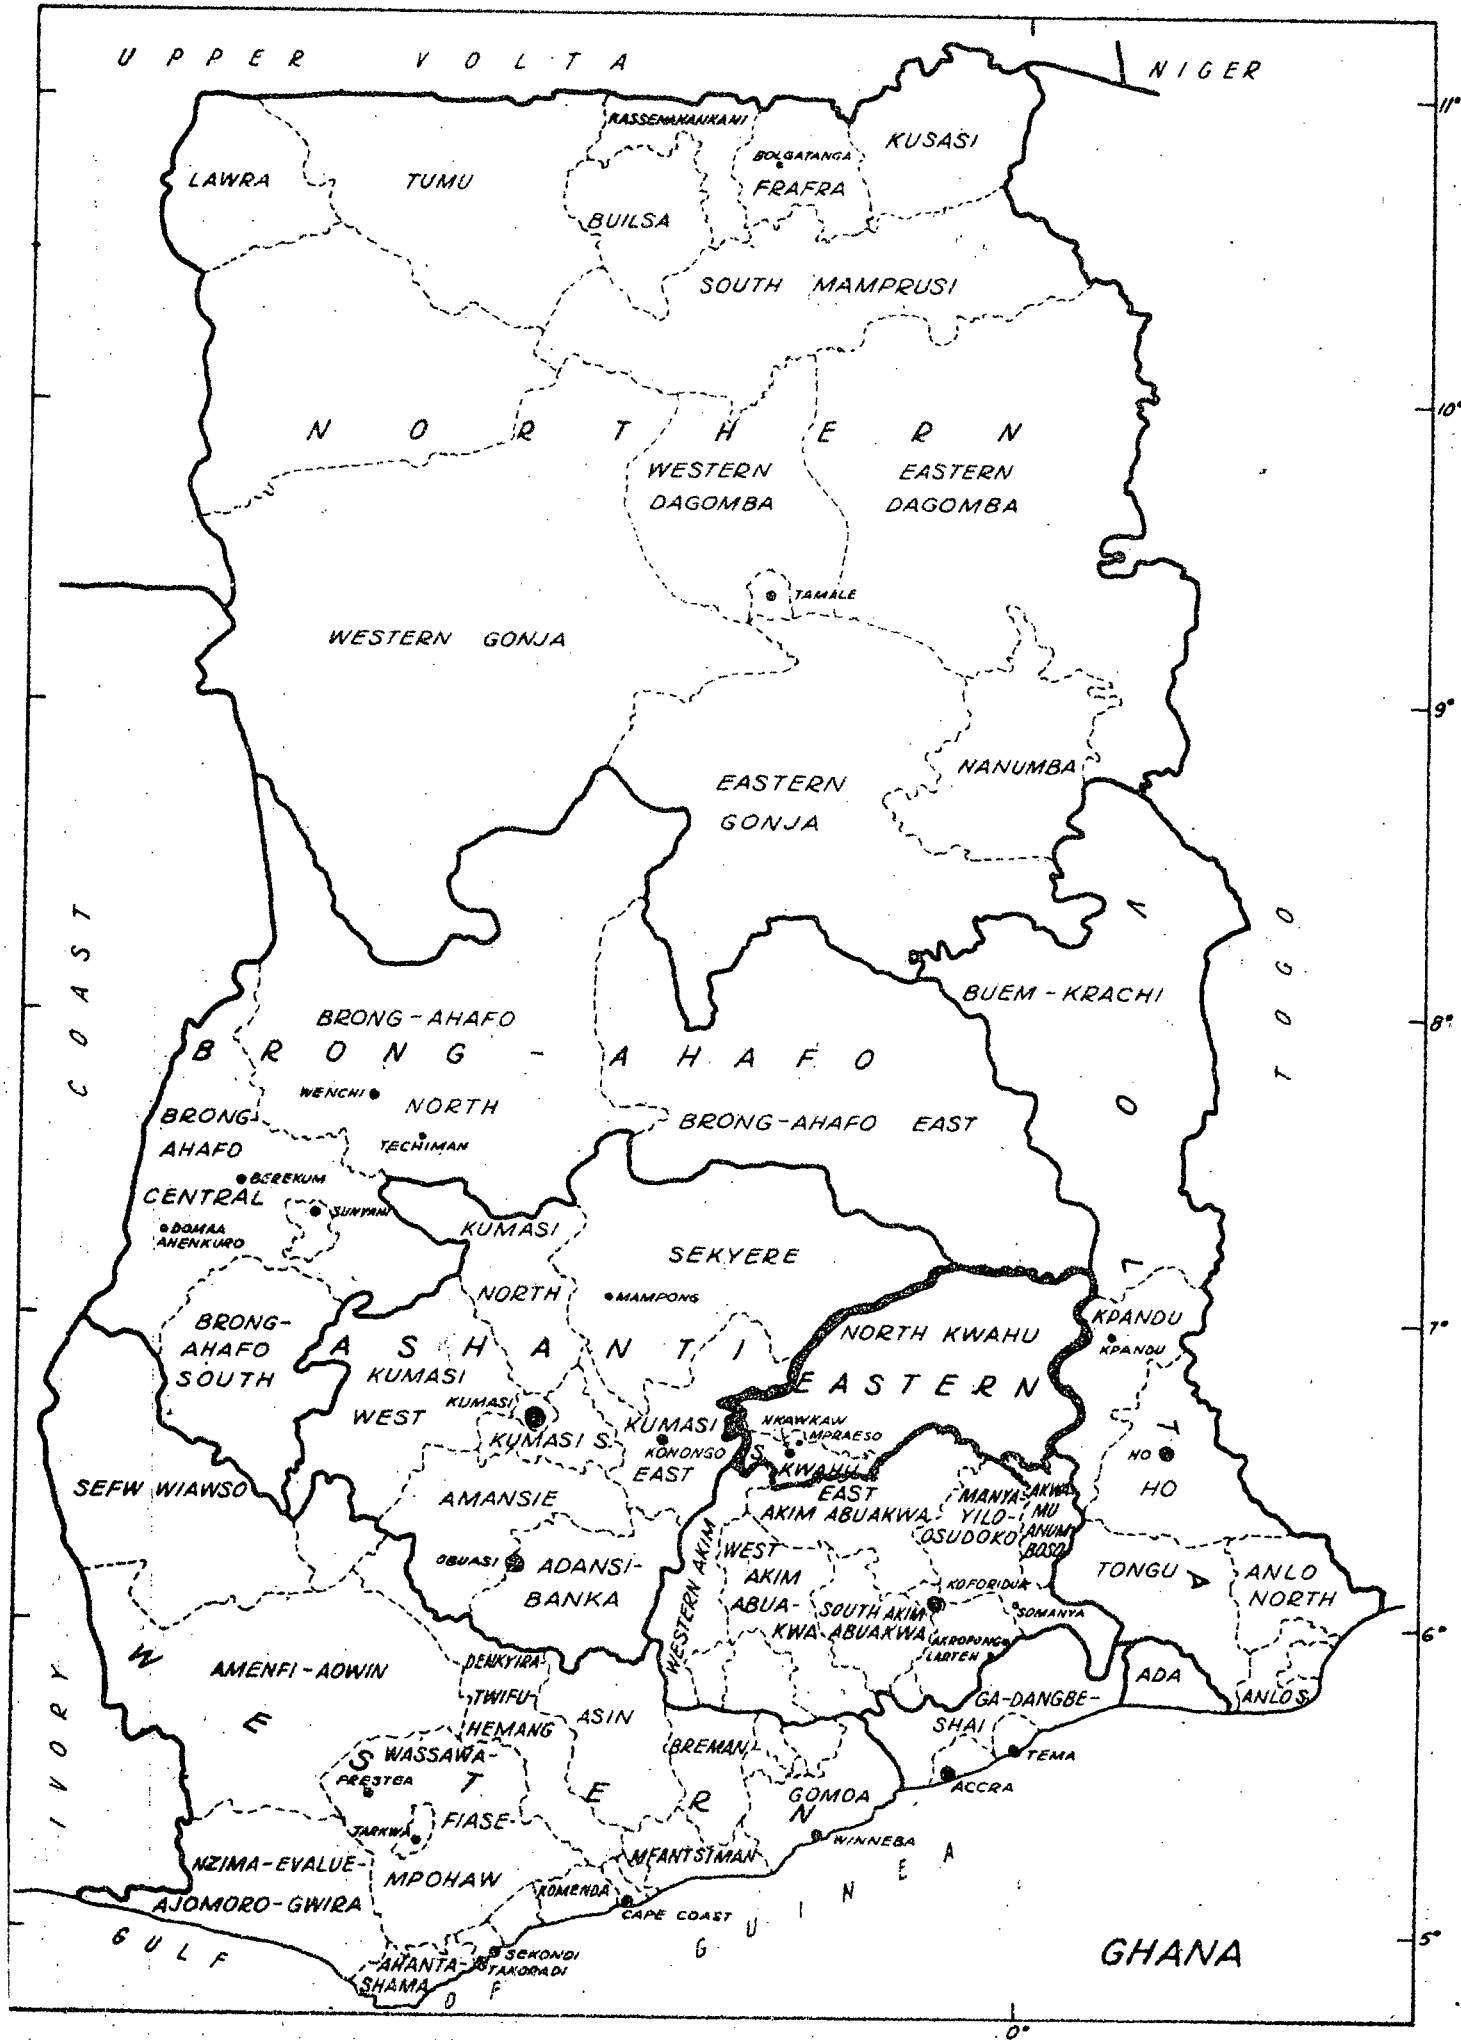 UPPER VOLTA
NIGER
11°
KASSENANANKANI
BOLGATANGA
FRAFRA
KUSASI
LAWRA
TUMU
BUILSA
SOUTH MAMPRUSI
10°
NORTHERN
WESTERN
DAGOMBA
EASTERN
DAGOMBA
TAMALE
WESTERN GONJA
9°
NANUMBA
EASTERN
GONJA
IVORY COAST
TOGO
VOLTA
BUEM-KRACHI
8°
BRONG-AHAFO
BRONG-AHAFO
NORTH
WENCHI
TECHIMAN
BRONG
AHAFO
CENTRAL
BEREKUM
SUNYANI
DOMAA
AHENKURO
BRONG-AHAFO EAST
KUMASI
NORTH
SEKYERE
MAMPONG
7°
BRONG-
AHAFO
SOUTH
ASHANTI
KUMASI
WEST
KUMASI
KUMASI S.
KUMASI
EAST
KONONGO
NORTH KWAHU
EASTERN
NKAWKAW
MPRAESO
S.
KWAHU
KPANDU
KPANDU
HO
HO
SEFW WIAWSO
AMANSIE
OBUASI
ADANSI-
BANKA
WESTERN AKIM
EAST
AKIM ABUAKWA
WEST
AKIM
ABUA-
KWA
SOUTH AKIM
ABUAKWA
MANYA-
YILO-
OSUDOKO
AKWA-
MU
ANUM
BOSO
KOFORIDUA
SOMANYA
AKROPONG
LARTEH
TONGU
ANLO
NORTH
6°
ADA
ANLO S.
GA-DANGBE-
SHAI
TEMA
ACCRA
WESTERN
AMENFI-AOWIN
DENKYIRA-
TWIFU-
HEMANG
ASIN
BREMAN
GOMOA
WINNEBA
WASSAWA-
FIASE-
MPOHAW
PRESTEA
TARKWA
MFANTSIMAN
KOMENDA
CAPE COAST
NZIMA-EVALUE-
AJOMORO-GWIRA
AHANTA-
SHAMA
SEKONDI
TAKORADI
GULF OF GUINEA
5°
GHANA
0°